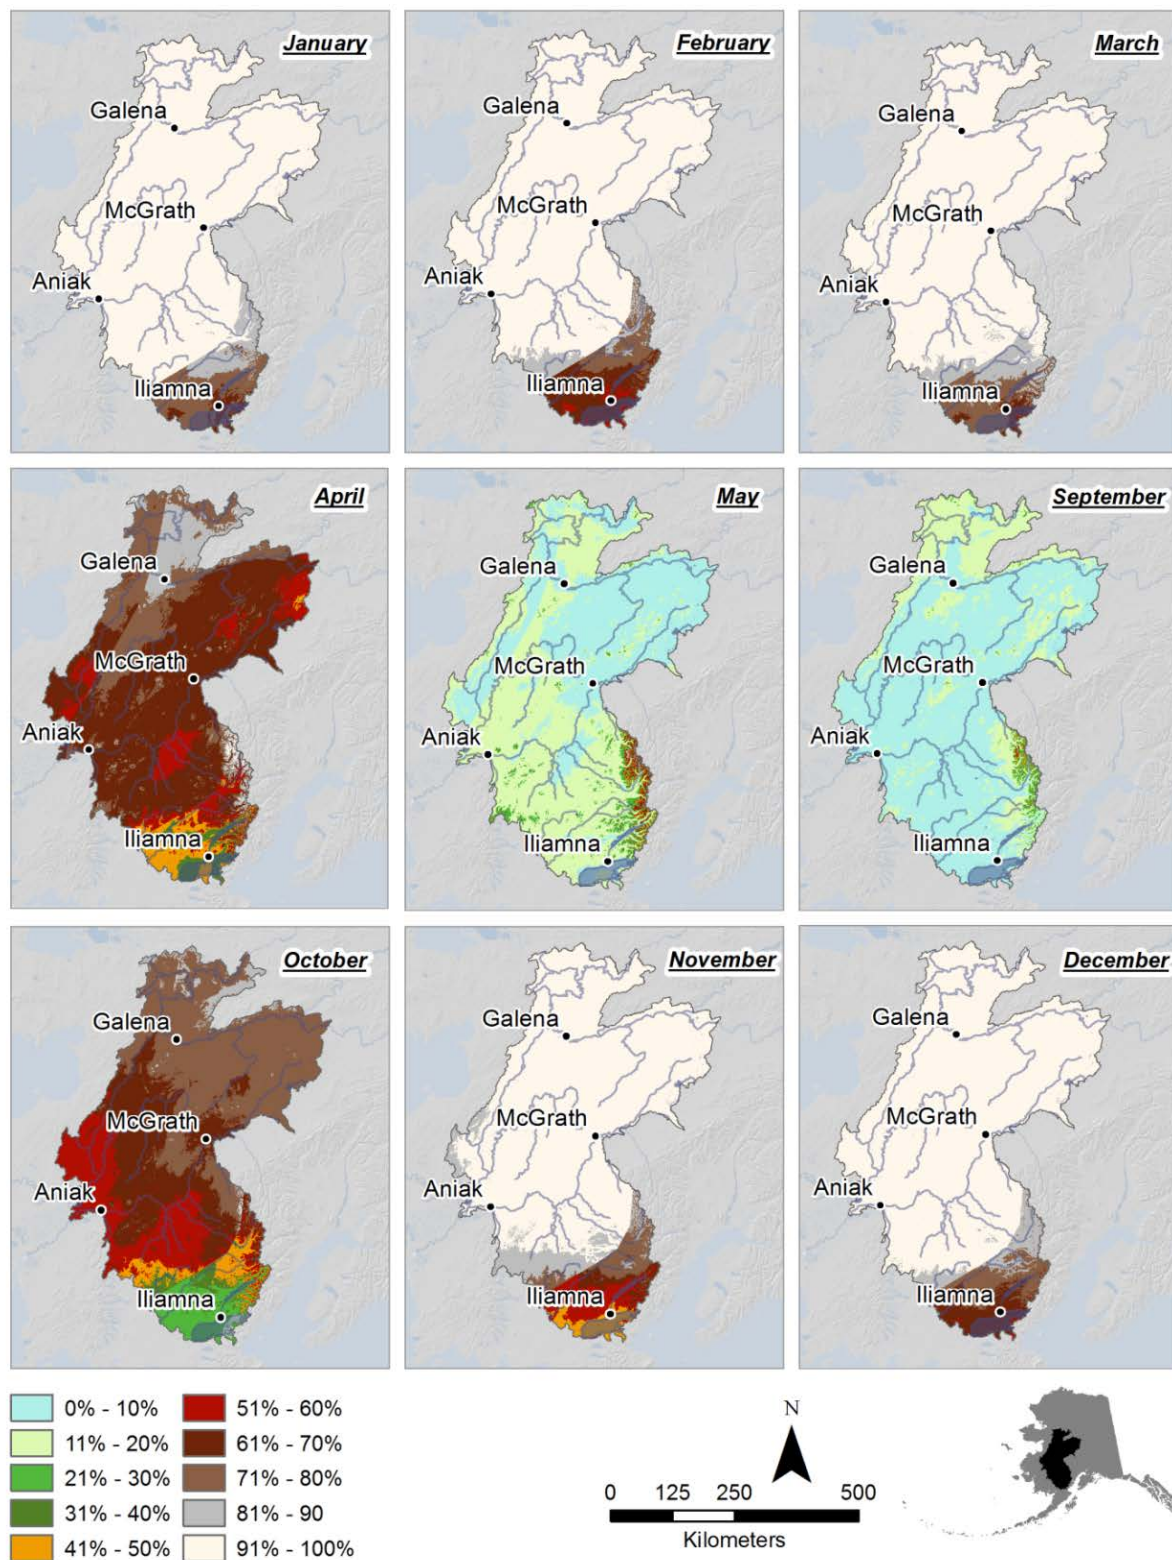 January
Galena
McGrath
Aniak
Iliamna
February
Galena
McGrath
Aniak
Iliamna
March
Galena
McGrath
Aniak
Iliamna
April
Galena
McGrath
Aniak
Iliamna
May
Galena
McGrath
Aniak
Iliamna
September
Galena
McGrath
Aniak
Iliamna
October
Galena
McGrath
Aniak
Iliamna
November
Galena
McGrath
Aniak
Iliamna
December
Galena
McGrath
Aniak
Iliamna
0% - 10%
11% - 20%
21% - 30%
31% - 40%
41% - 50%
51% - 60%
61% - 70%
71% - 80%
81% - 90
91% - 100%
N
0 125 250 500
Kilometers